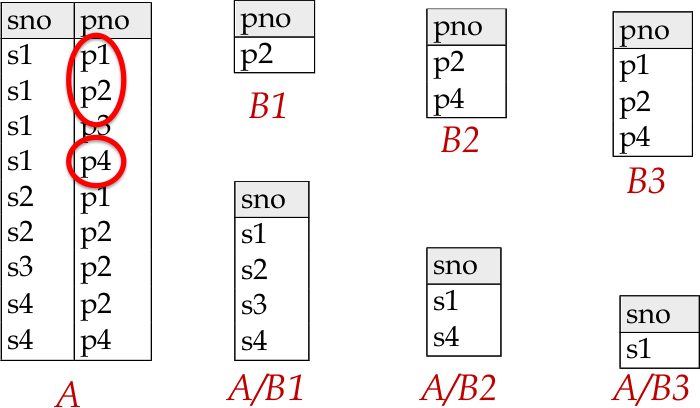 sno pno
s1 p1
s1 p2
s1 p3
s1 p4
s2 p1
s2 p2
s3 p2
s4 p2
s4 p4
A
pno
p2
B1
pno
p2
p4
B2
pno
p1
p2
p4
B3
sno
s1
s2
s3
s4
A/B1
sno
s1
s4
A/B2
sno
s1
A/B3